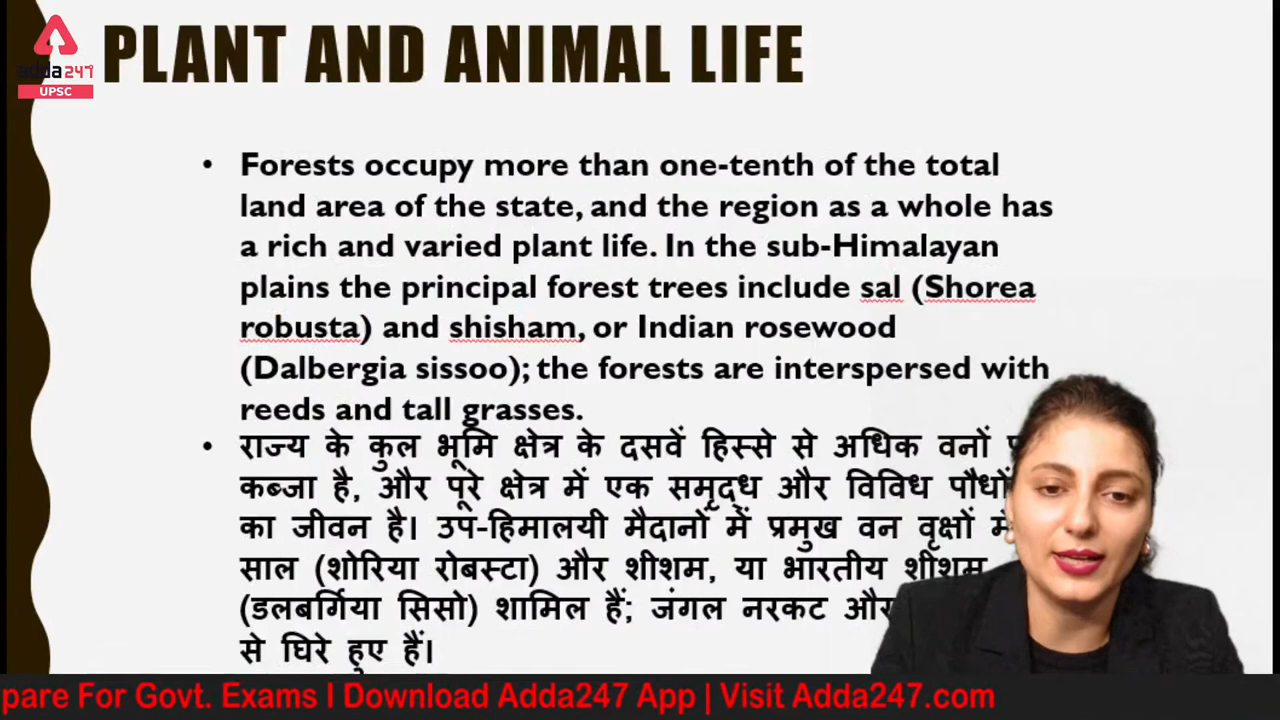 PLANT AND ANIMAL LIFE
adda247
UPSC
• Forests occupy more than one-tenth of the total
land area of the state, and the region as a whole has
a rich and varied plant life. In the sub-Himalayan
plains the principal forest trees include sal (Shorea
robusta) and shisham, or Indian rosewood
(Dalbergia sissoo); the forests are interspersed with
reeds and tall grasses.
• राज्य के कुल भूमि क्षेत्र के दसवें हिस्से से अधिक वनों
कब्जा है, और पूरे क्षेत्र में एक समृद्ध और विविध पौधों
का जीवन है। उप-हिमालयी मैदानों में प्रमुख वन वृक्षों में
साल (शोरिया रोबस्टा) और शीशम, या भारतीय शीशम
(डलबर्गिया सिसो) शामिल हैं; जंगल नरकट और
से घिरे हुए हैं।
pare For Govt. Exams I Download Adda247 App | Visit Adda247.com